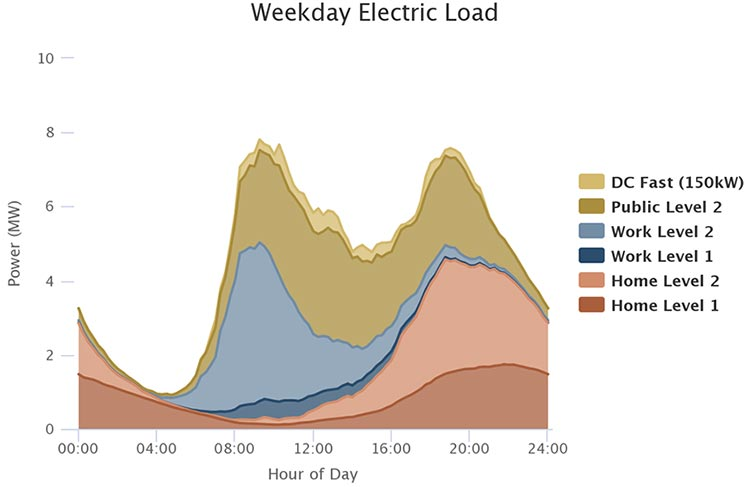 Weekday Electric Load
10
8
6
4
2
0
Power (MW)
00:00 04:00 08:00 12:00 16:00 20:00 24:00
Hour of Day
DC Fast (150kW)
Public Level 2
Work Level 2
Work Level 1
Home Level 2
Home Level 1